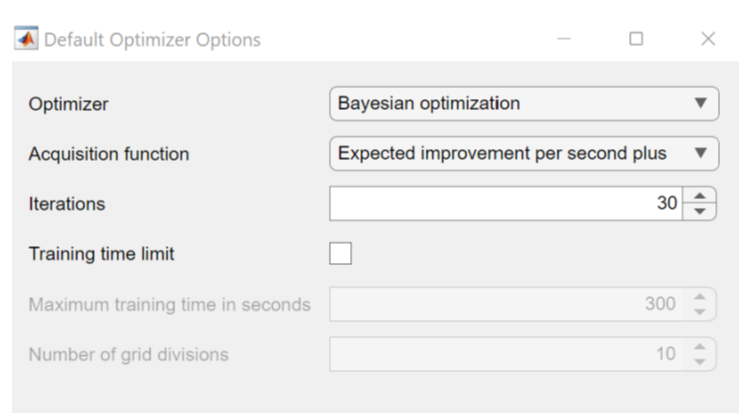 Default Optimizer Options
Optimizer Bayesian optimization
Acquisition function Expected improvement per second plus
Iterations 30
Training time limit
Maximum training time in seconds 300
Number of grid divisions 10